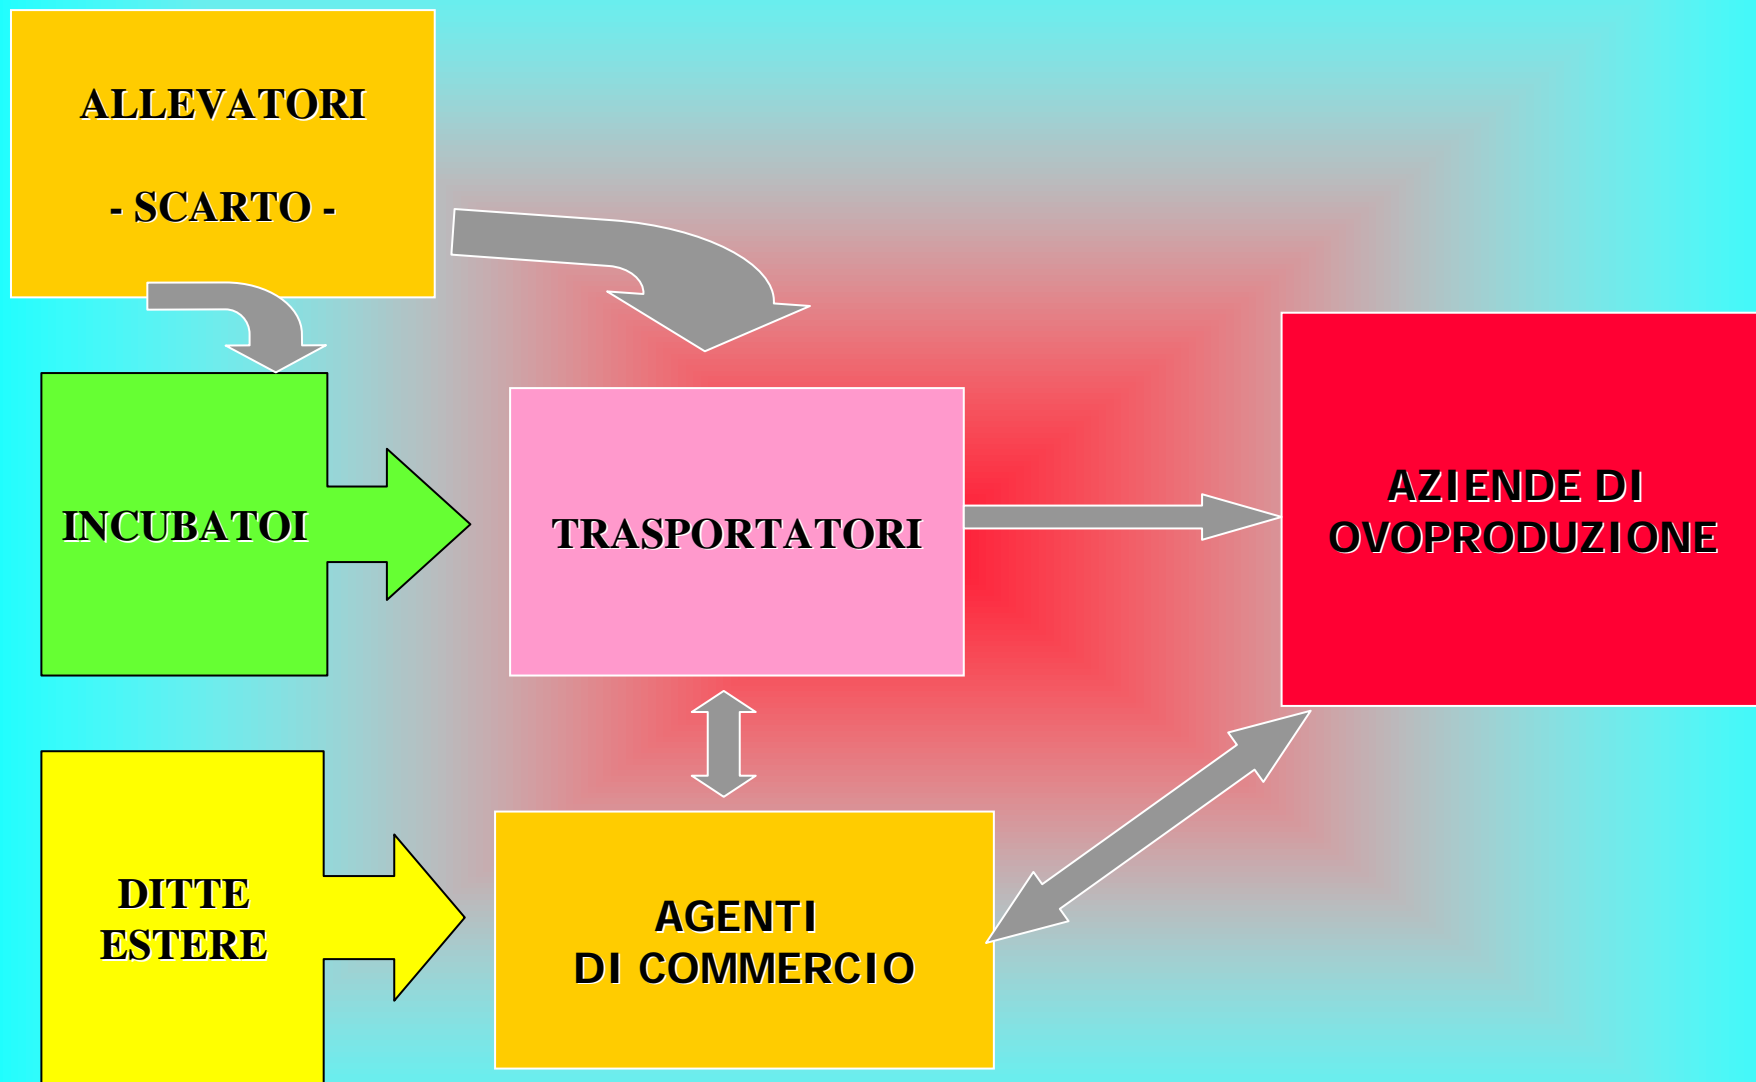 ALLEVATORI
- SCARTO -
INCUBATOI
TRASPORTATORI
AZIENDE DI
OVOPRODUZIONE
DITTE
ESTERE
AGENTI
DI COMMERCIO